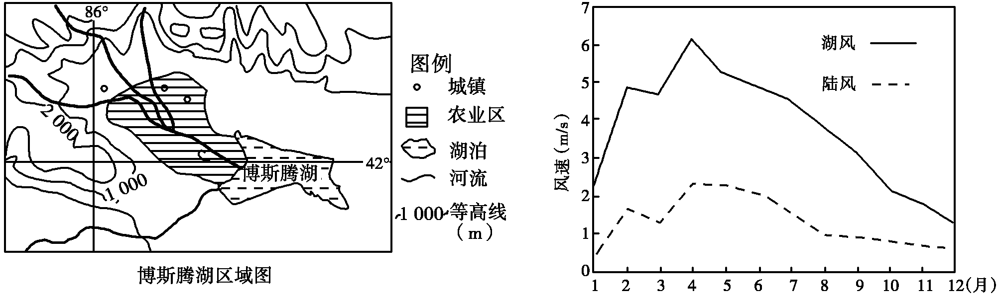 86°
2 000
1,000
博斯腾湖
42°
图例
城镇
农业区
湖泊
河流
1 000 等高线
(m)
博斯腾湖区域图
风速(m/s)
7
6
5
4
3
2
1
0
湖风
陆风
1 2 3 4 5 6 7 8 9 10 11 12(月)